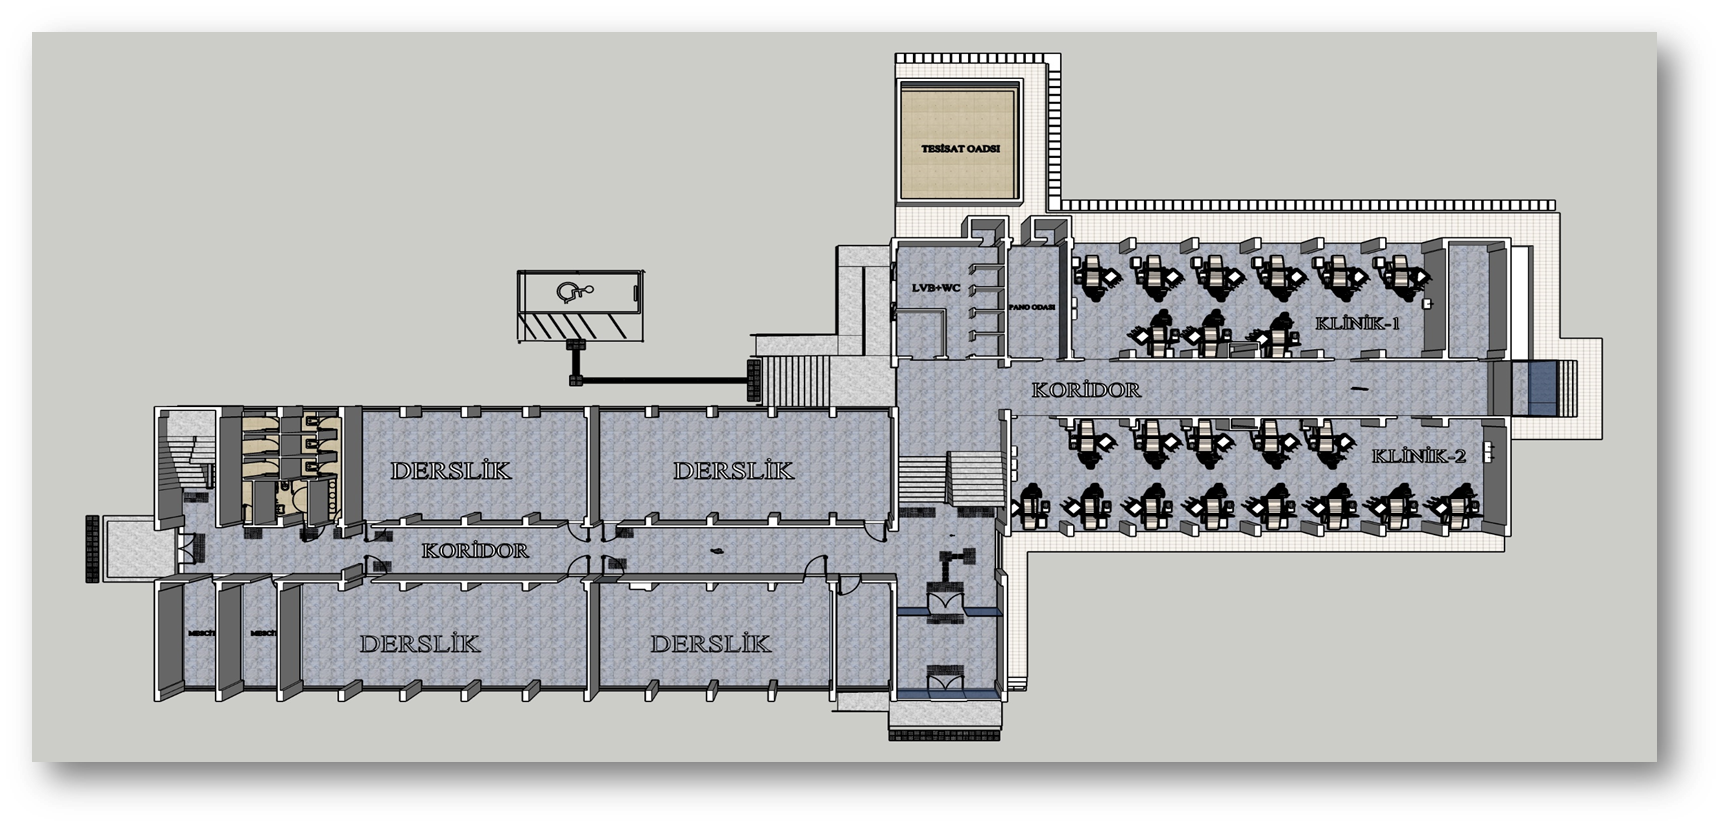 TESİSAT OADSI
LVB+WC
PANO ODASI
KLİNİK-1
KORİDOR
KLİNİK-2
DERSLİK
DERSLİK
KORİDOR
DERSLİK
DERSLİK